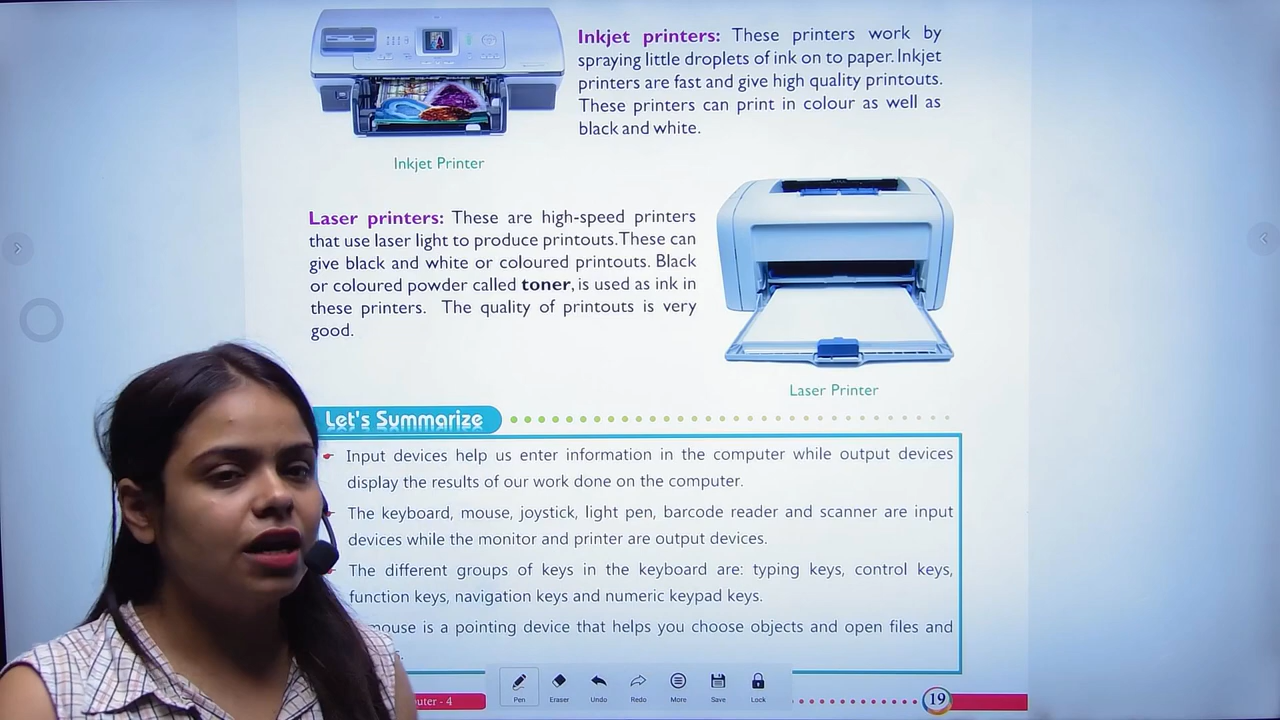 Inkjet printers: These printers work by
spraying little droplets of ink on to paper. Inkjet
printers are fast and give high quality printouts.
These printers can print in colour as well as
black and white.
Inkjet Printer
Laser printers: These are high-speed printers
that use laser light to produce printouts. These can
give black and white or coloured printouts. Black
or coloured powder called toner, is used as ink in
these printers. The quality of printouts is very
good.
Laser Printer
Let's Summarize
Input devices help us enter information in the computer while output devices
display the results of our work done on the computer.
The keyboard, mouse, joystick, light pen, barcode reader and scanner are input
devices while the monitor and printer are output devices.
The different groups of keys in the keyboard are: typing keys, control keys,
function keys, navigation keys and numeric keypad keys.
mouse is a pointing device that helps you choose objects and open files and
- 4
Pen
Eraser
Undo
Redo
More
Save
Lock
19